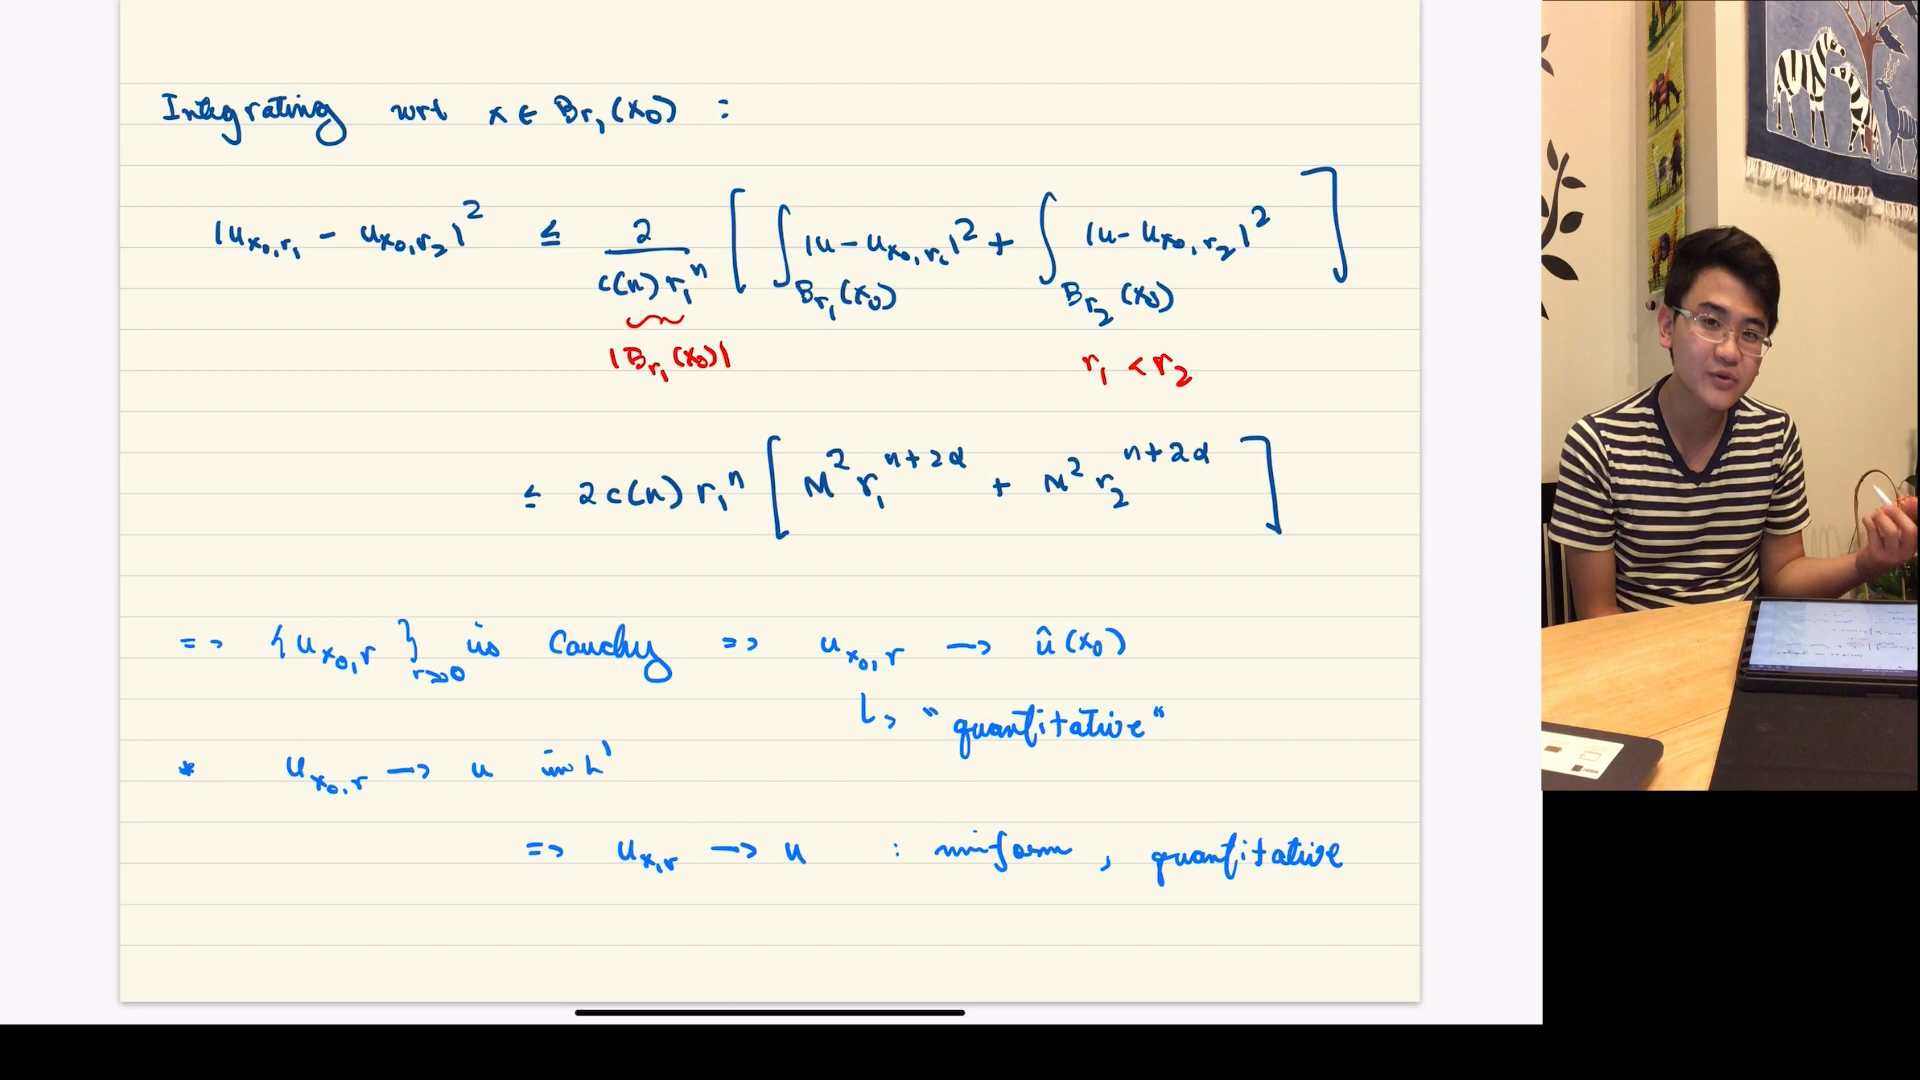 Integrating wrt x ∈ B_{r_1}(x_0) :
|u_{x_0,r_1} - u_{x_0,r_2}|^2 ≤ \frac{2}{c(n) r_1^n} [ ∫_{B_{r_1}(x_0)} |u - u_{x_0,r_1}|^2 + ∫_{B_{r_2}(x_0)} |u - u_{x_0,r_2}|^2 ]
|B_{r_1}(x_0)| r_1 < r_2
≤ 2 c(n) r_1^n [ M^2 r_1^{n+2α} + M^2 r_2^{n+2α} ]
=> {u_{x_0,r}}_{r>0} is Cauchy => u_{x_0,r} → û(x_0)
↳ "quantitative"
* u_{x_0,r} → u in L^1
=> u_{x,r} → u : uniform, quantitative